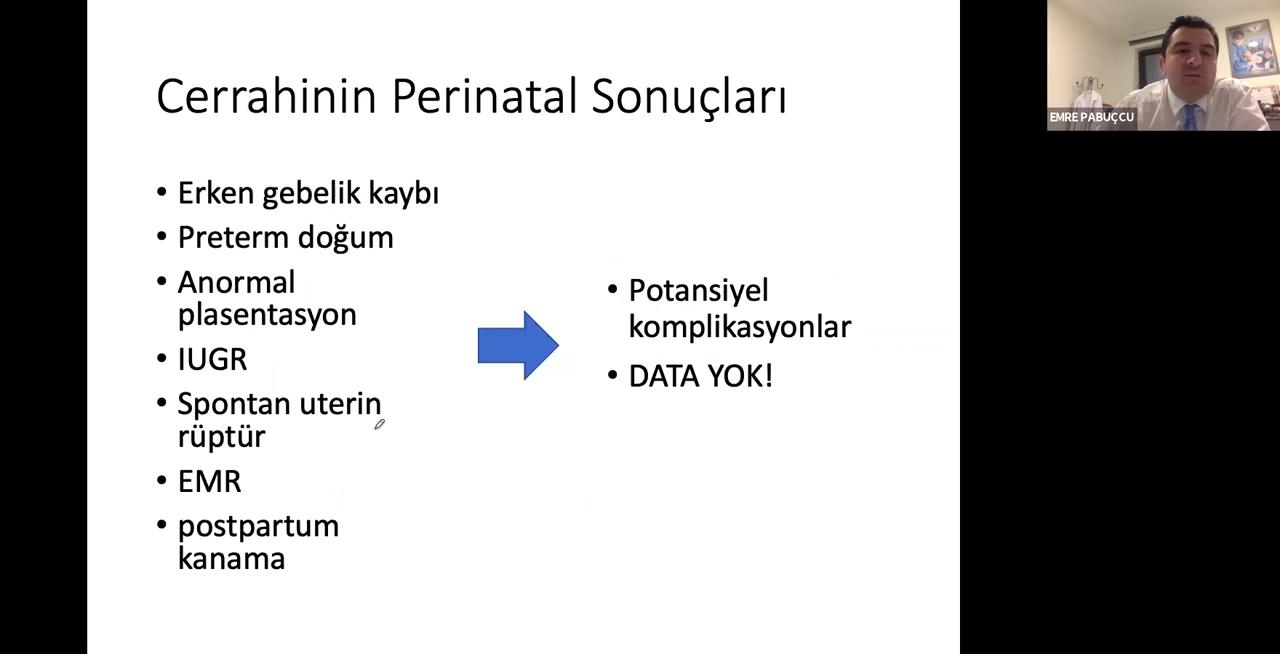 Cerrahinin Perinatal Sonuçları
• Erken gebelik kaybı
• Preterm doğum
• Anormal
plasentasyon
• IUGR
• Spontan uterin
rüptür
• EMR
• postpartum
kanama
• Potansiyel
komplikasyonlar
• DATA YOK!
EMRE PABUÇCU